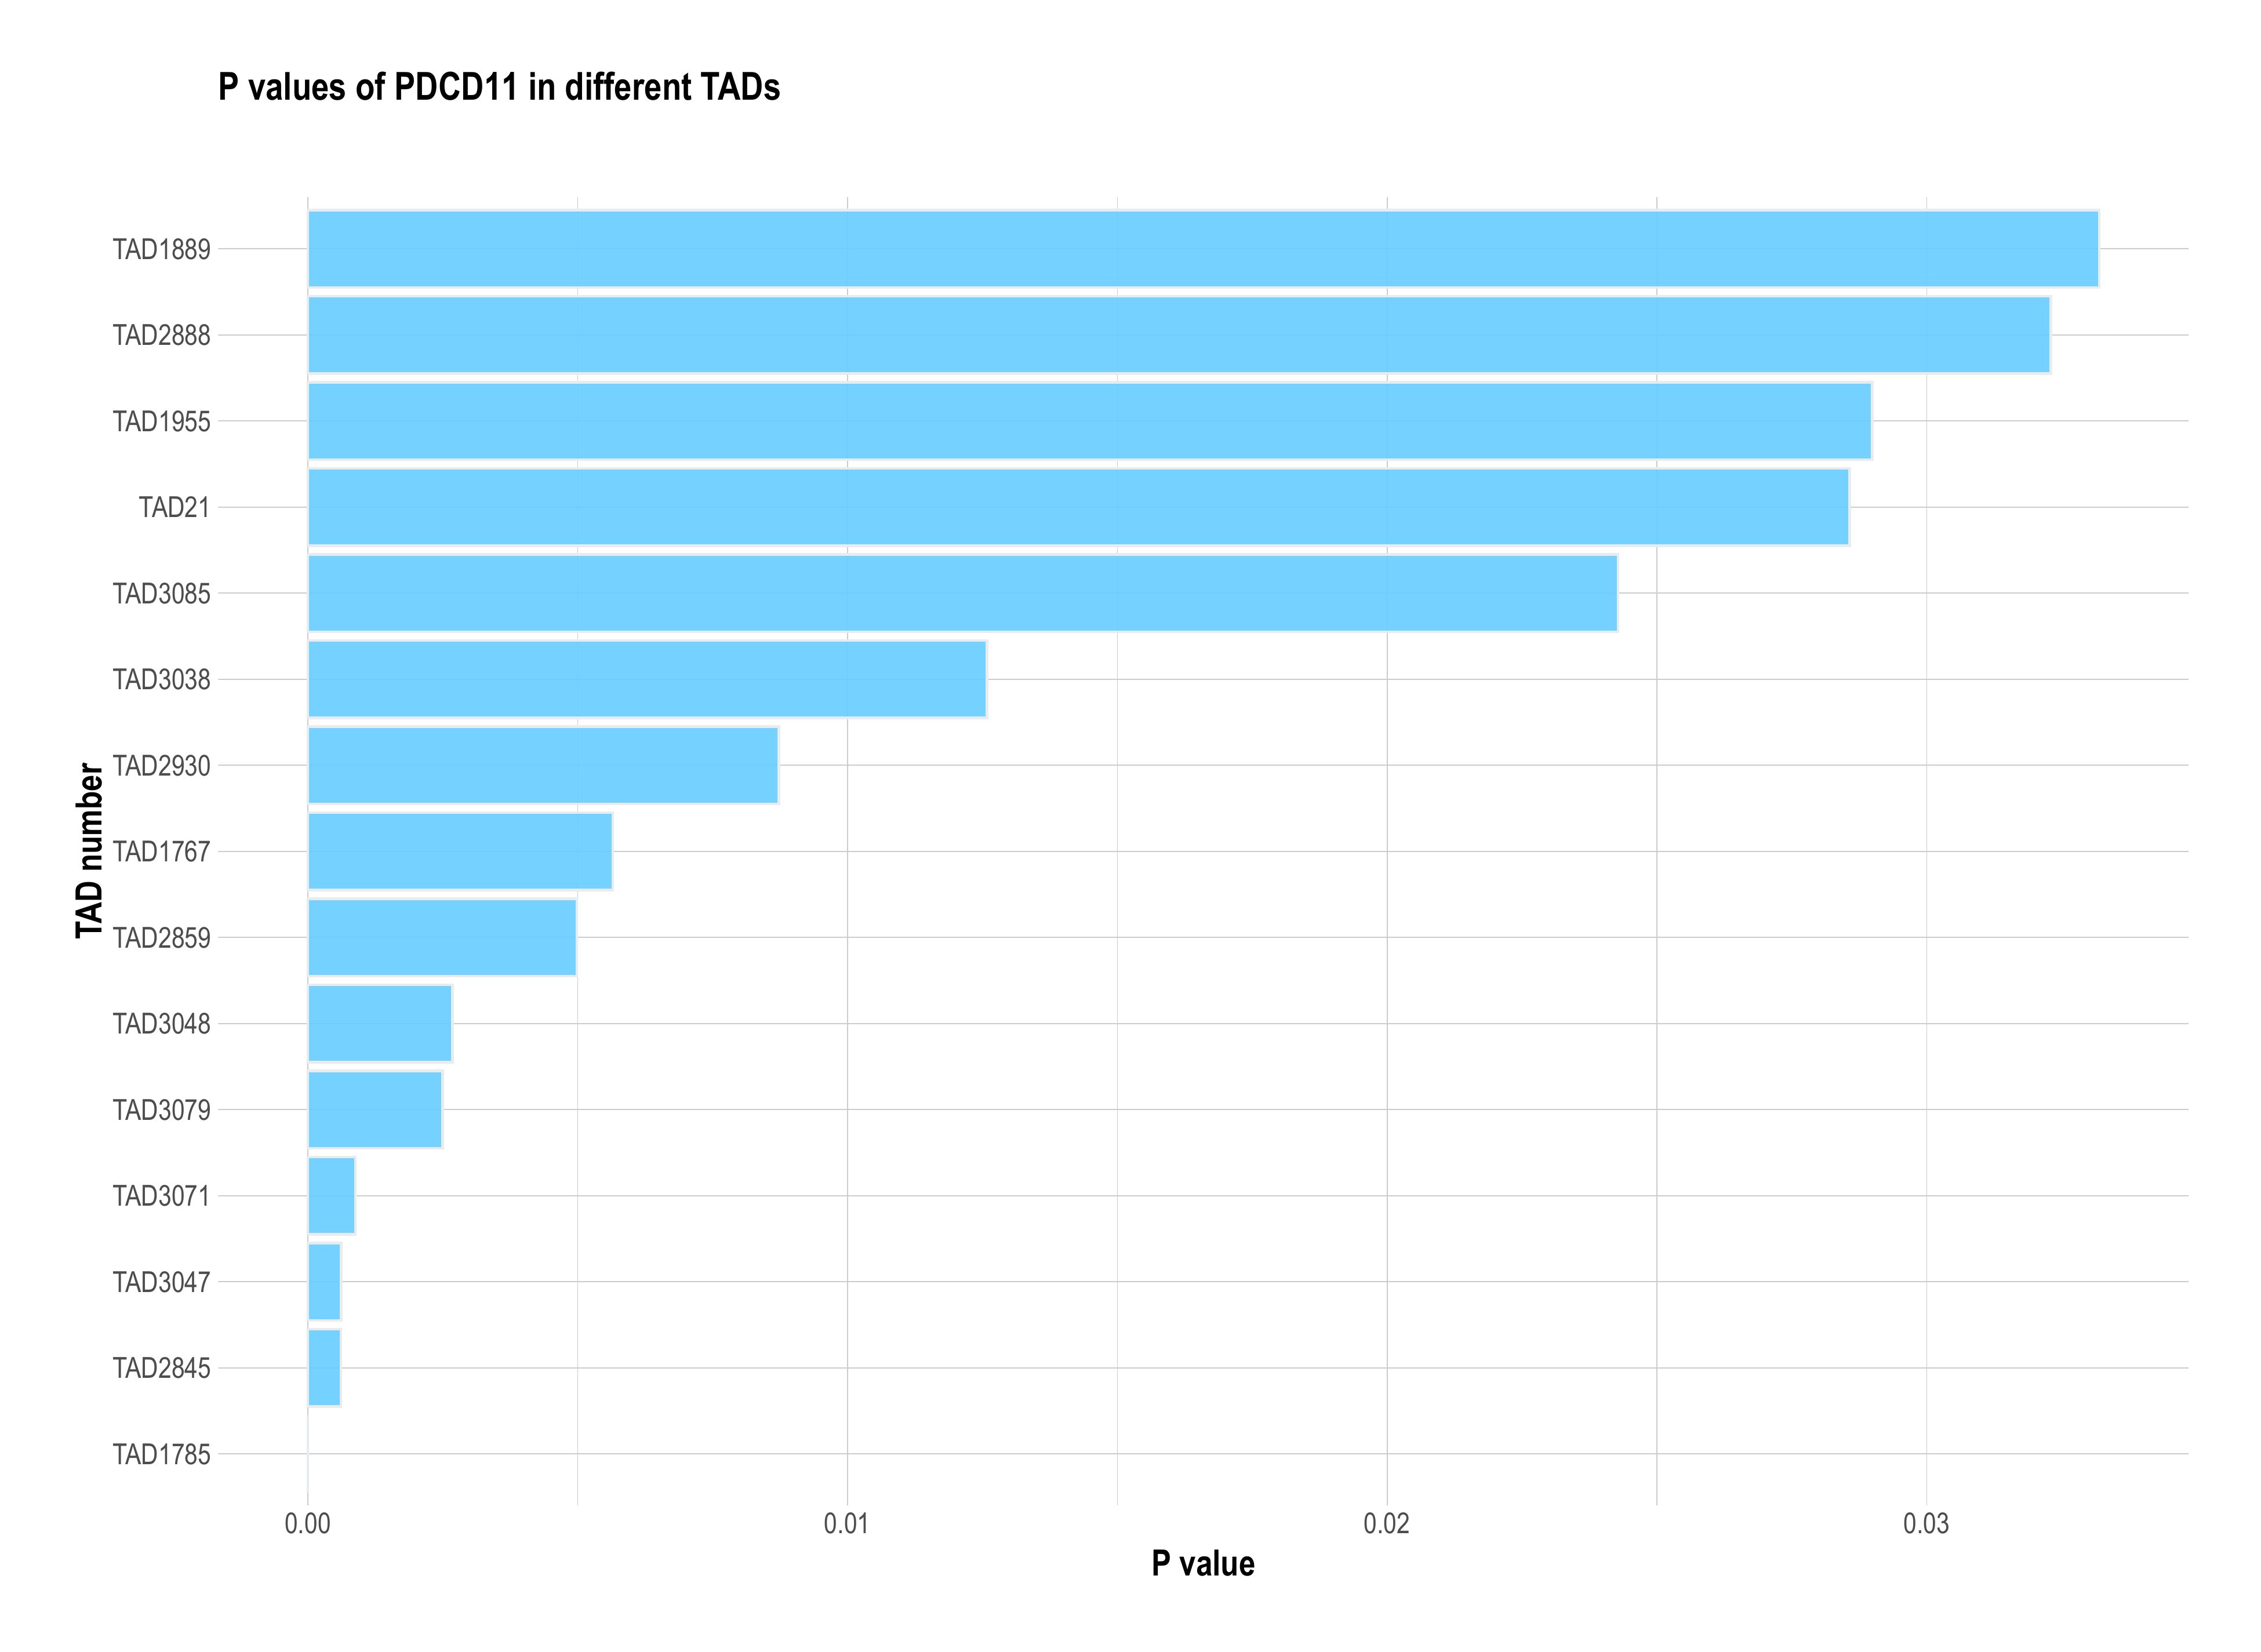 P values of PDCD11 in different TADs
TAD number
TAD1889
TAD2888
TAD1955
TAD21
TAD3085
TAD3038
TAD2930
TAD1767
TAD2859
TAD3048
TAD3079
TAD3071
TAD3047
TAD2845
TAD1785
0.00 0.01 0.02 0.03
P value